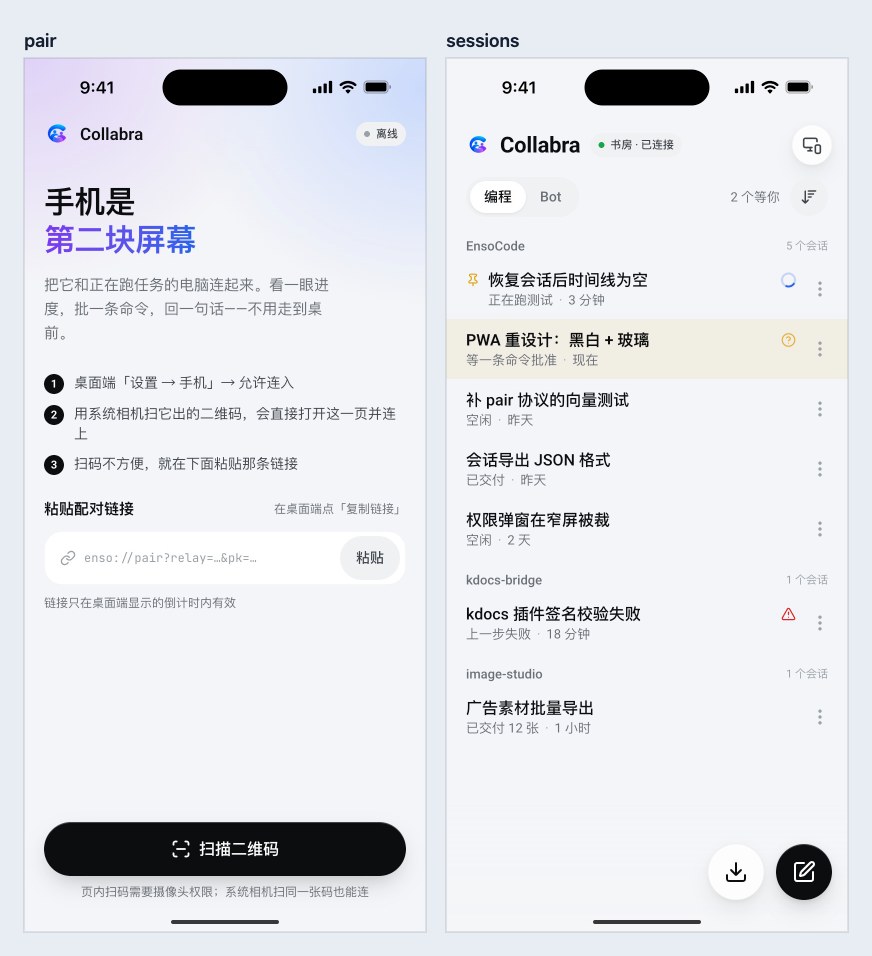 pair
9:41
Collabra
离线
手机是
第二块屏幕
把它和正在跑任务的电脑连起来。看一眼进
度，批一条命令，回一句话——不用走到桌
前。
1 桌面端「设置 → 手机」→ 允许连入
2 用系统相机扫它出的二维码，会直接打开这一页并连
上
3 扫码不方便，就在下面粘贴那条链接
粘贴配对链接
在桌面端点「复制链接」
enso://pair?relay=…&pk=…
粘贴
链接只在桌面端显示的倒计时内有效
扫描二维码
页内扫码需要摄像头权限；系统相机扫同一张码也能连
sessions
9:41
Collabra
书房 · 已连接
编程
Bot
2 个等你
EnsoCode
5 个会话
恢复会话后时间线为空
正在跑测试 · 3 分钟
PWA 重设计：黑白 + 玻璃
等一条命令批准 · 现在
补 pair 协议的向量测试
空闲 · 昨天
会话导出 JSON 格式
已交付 · 昨天
权限弹窗在窄屏被裁
空闲 · 2 天
kdocs-bridge
1 个会话
kdocs 插件签名校验失败
上一步失败 · 18 分钟
image-studio
1 个会话
广告素材批量导出
已交付 12 张 · 1 小时